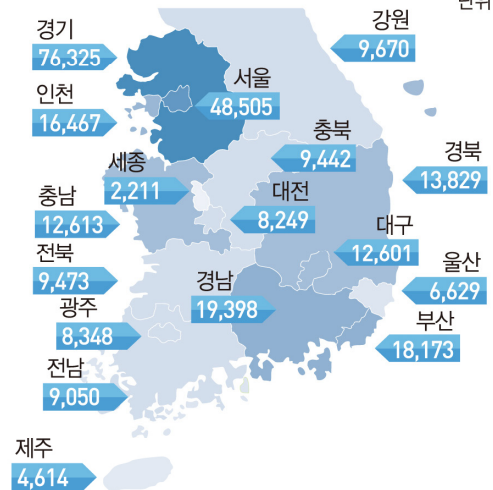 단위
경기
76,325
강원
9,670
서울
48,505
인천
16,467
충북
9,442
경북
13,829
세종
2,211
대전
8,249
충남
12,613
대구
12,601
전북
9,473
경남
19,398
울산
6,629
광주
8,348
부산
18,173
전남
9,050
제주
4,614